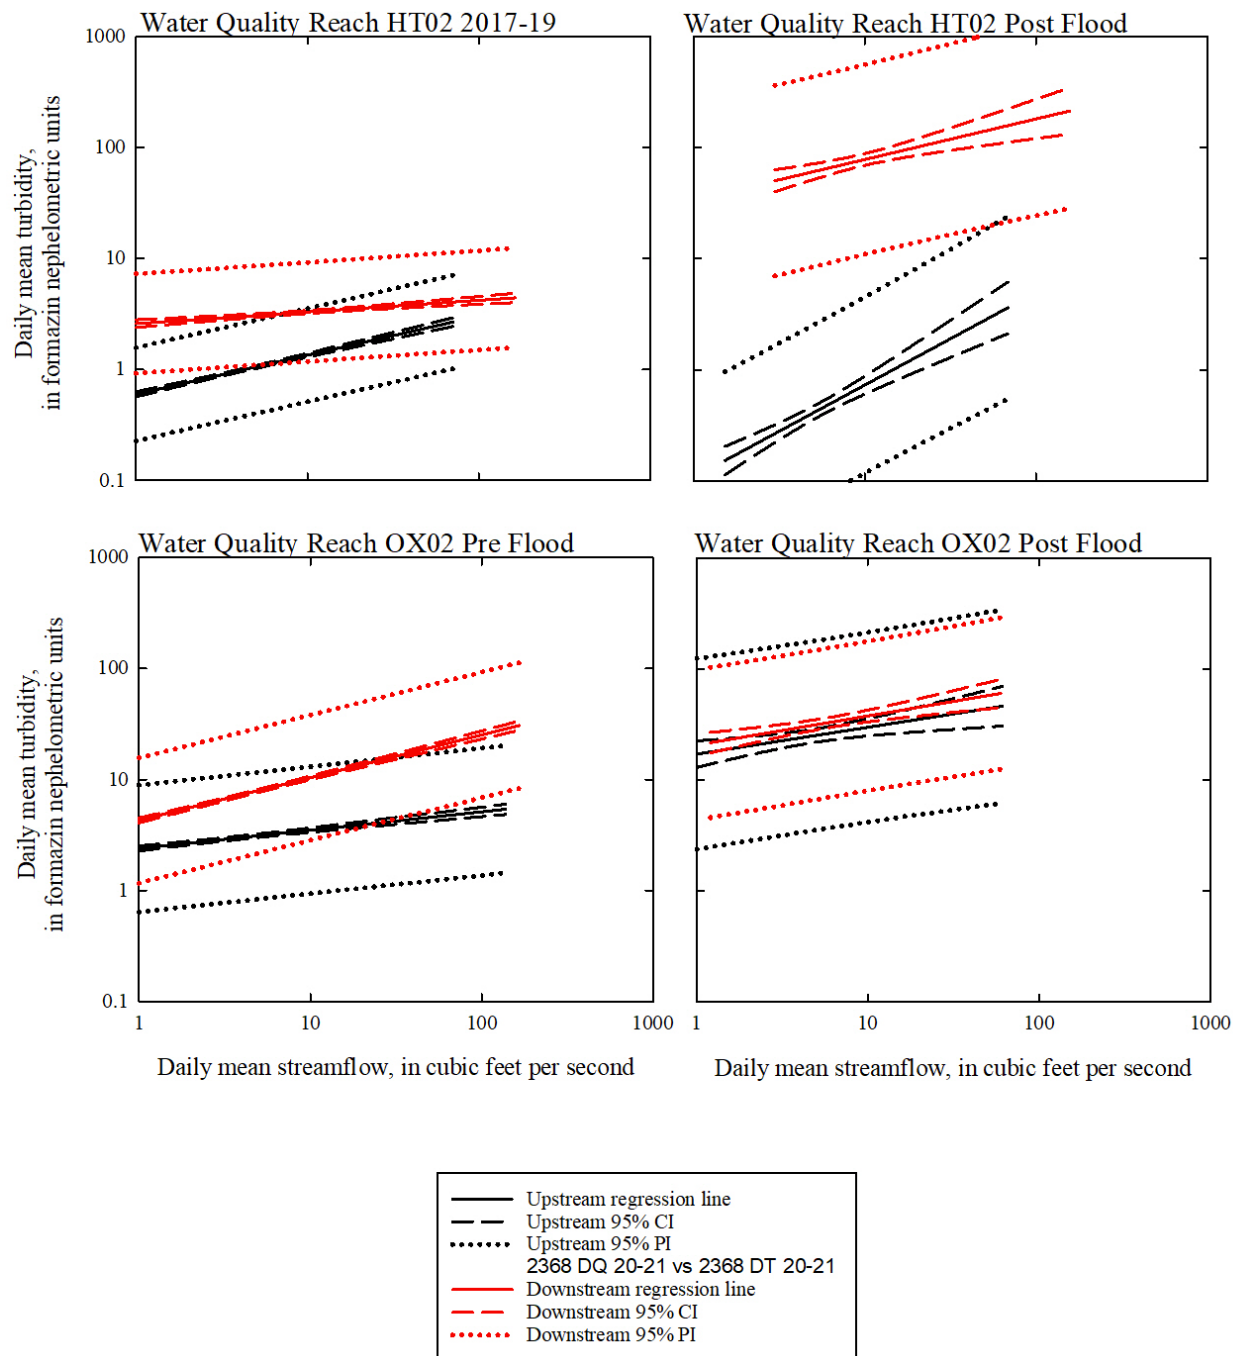 Water Quality Reach HT02 2017-19
Water Quality Reach HT02 Post Flood
1000
100
10
1
0.1
Daily mean turbidity,
in formazin nephelometric units
Water Quality Reach OX02 Pre Flood
Water Quality Reach OX02 Post Flood
1000
100
10
1
0.1
Daily mean turbidity,
in formazin nephelometric units
1 10 100 1000
1 10 100 1000
Daily mean streamflow, in cubic feet per second
Daily mean streamflow, in cubic feet per second
Upstream regression line
Upstream 95% CI
Upstream 95% PI
2368 DQ 20-21 vs 2368 DT 20-21
Downstream regression line
Downstream 95% CI
Downstream 95% PI